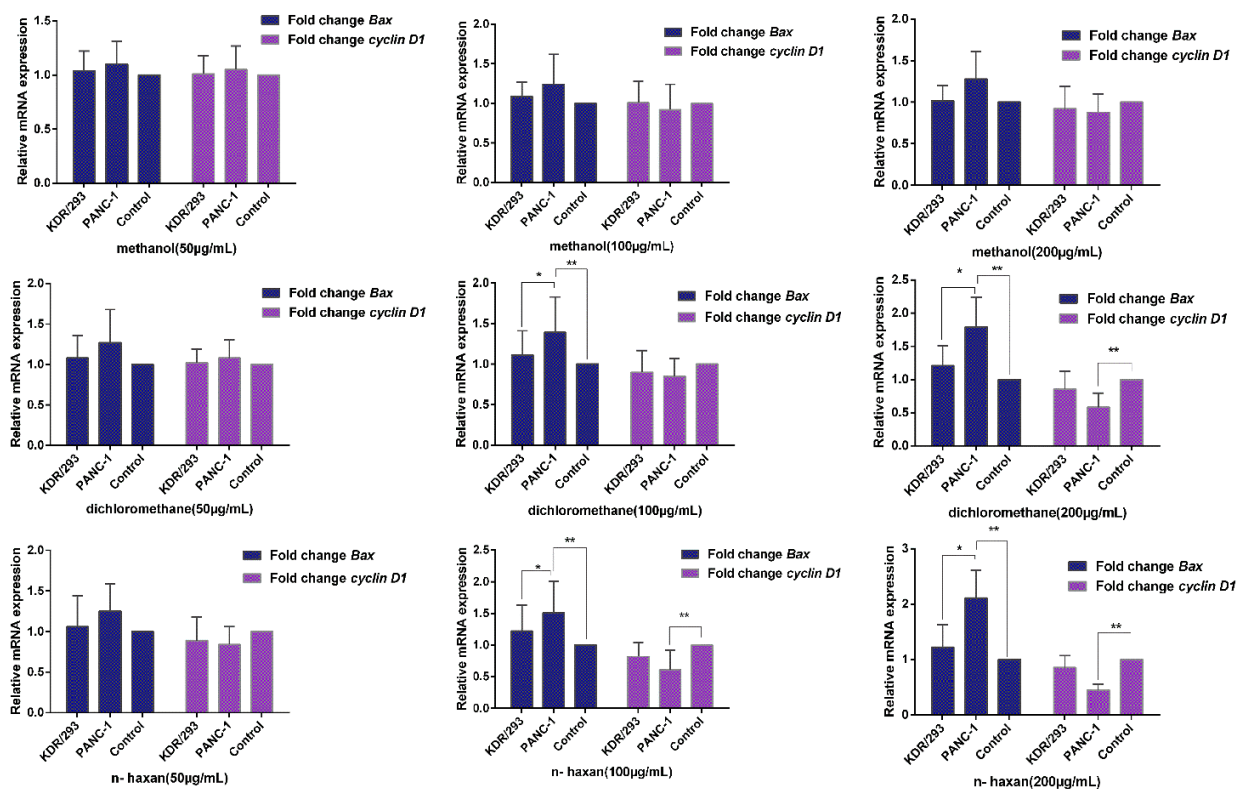 Relative mRNA expression
1.5
1.0
0.5
0.0
Fold change Bax
Fold change cyclin D1
KDR/293
PANC-1
Control
KDR/293
PANC-1
Control
methanol(50µg/mL)
Relative mRNA expression
2.0
1.5
1.0
0.5
0.0
Fold change Bax
Fold change cyclin D1
KDR/293
PANC-1
Control
KDR/293
PANC-1
Control
methanol(100µg/mL)
Relative mRNA expression
2.0
1.5
1.0
0.5
0.0
Fold change Bax
Fold change cyclin D1
KDR/293
PANC-1
Control
KDR/293
PANC-1
Control
methanol(200µg/mL)
Relative mRNA expression
2.0
1.5
1.0
0.5
0.0
Fold change Bax
Fold change cyclin D1
KDR/293
PANC-1
Control
KDR/293
PANC-1
Control
dichloromethane(50µg/mL)
Relative mRNA expression
2.0
1.5
1.0
0.5
0.0
* **
Fold change Bax
Fold change cyclin D1
KDR/293
PANC-1
Control
KDR/293
PANC-1
Control
dichloromethane(100µg/mL)
Relative mRNA expression
2.5
2.0
1.5
1.0
0.5
0.0
* **
Fold change Bax
Fold change cyclin D1
**
KDR/293
PANC-1
Control
KDR/293
PANC-1
Control
dichloromethane(200µg/mL)
Relative mRNA expression
2.0
1.5
1.0
0.5
0.0
Fold change Bax
Fold change cyclin D1
KDR/293
PANC-1
Control
KDR/293
PANC-1
Control
n- haxan(50µg/mL)
Relative mRNA expression
2.5
2.0
1.5
1.0
0.5
0.0
**
*
Fold change Bax
Fold change cyclin D1
**
KDR/293
PANC-1
Control
KDR/293
PANC-1
Control
n- haxan(100µg/mL)
Relative mRNA expression
3
2
1
0
**
*
Fold change Bax
Fold change cyclin D1
**
KDR/293
PANC-1
Control
KDR/293
PANC-1
Control
n- haxan(200µg/mL)